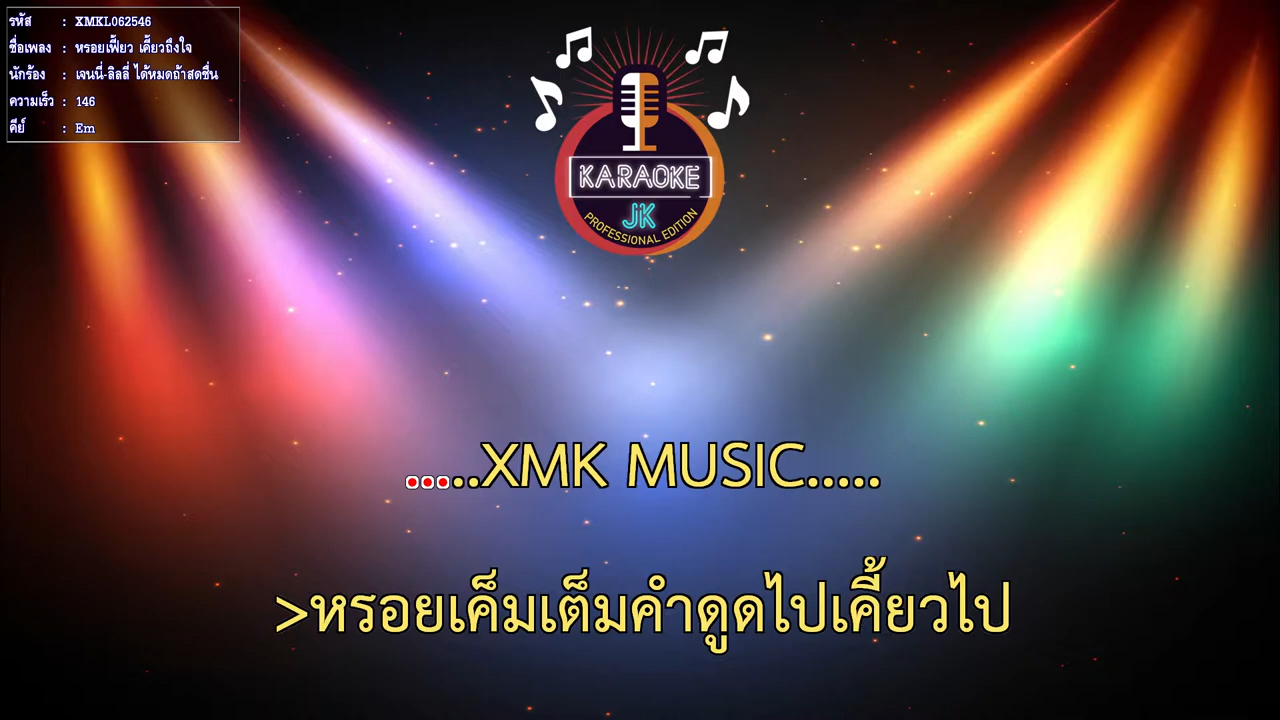 รหัส : XMKL062546
ชื่อเพลง : หรอยเฟี้ยว เคี้ยวถึงใจ
นักร้อง : เจนนี่-ลิลลี่ ได้หมดถ้าสดชื่น
ความเร็ว : 146
คีย์ : Em
KARAOKE
JK
PROFESSIONAL EDITION
.....XMK MUSIC.....
>หรอยเค็มเต็มคำดูดไปเคี้ยวไป